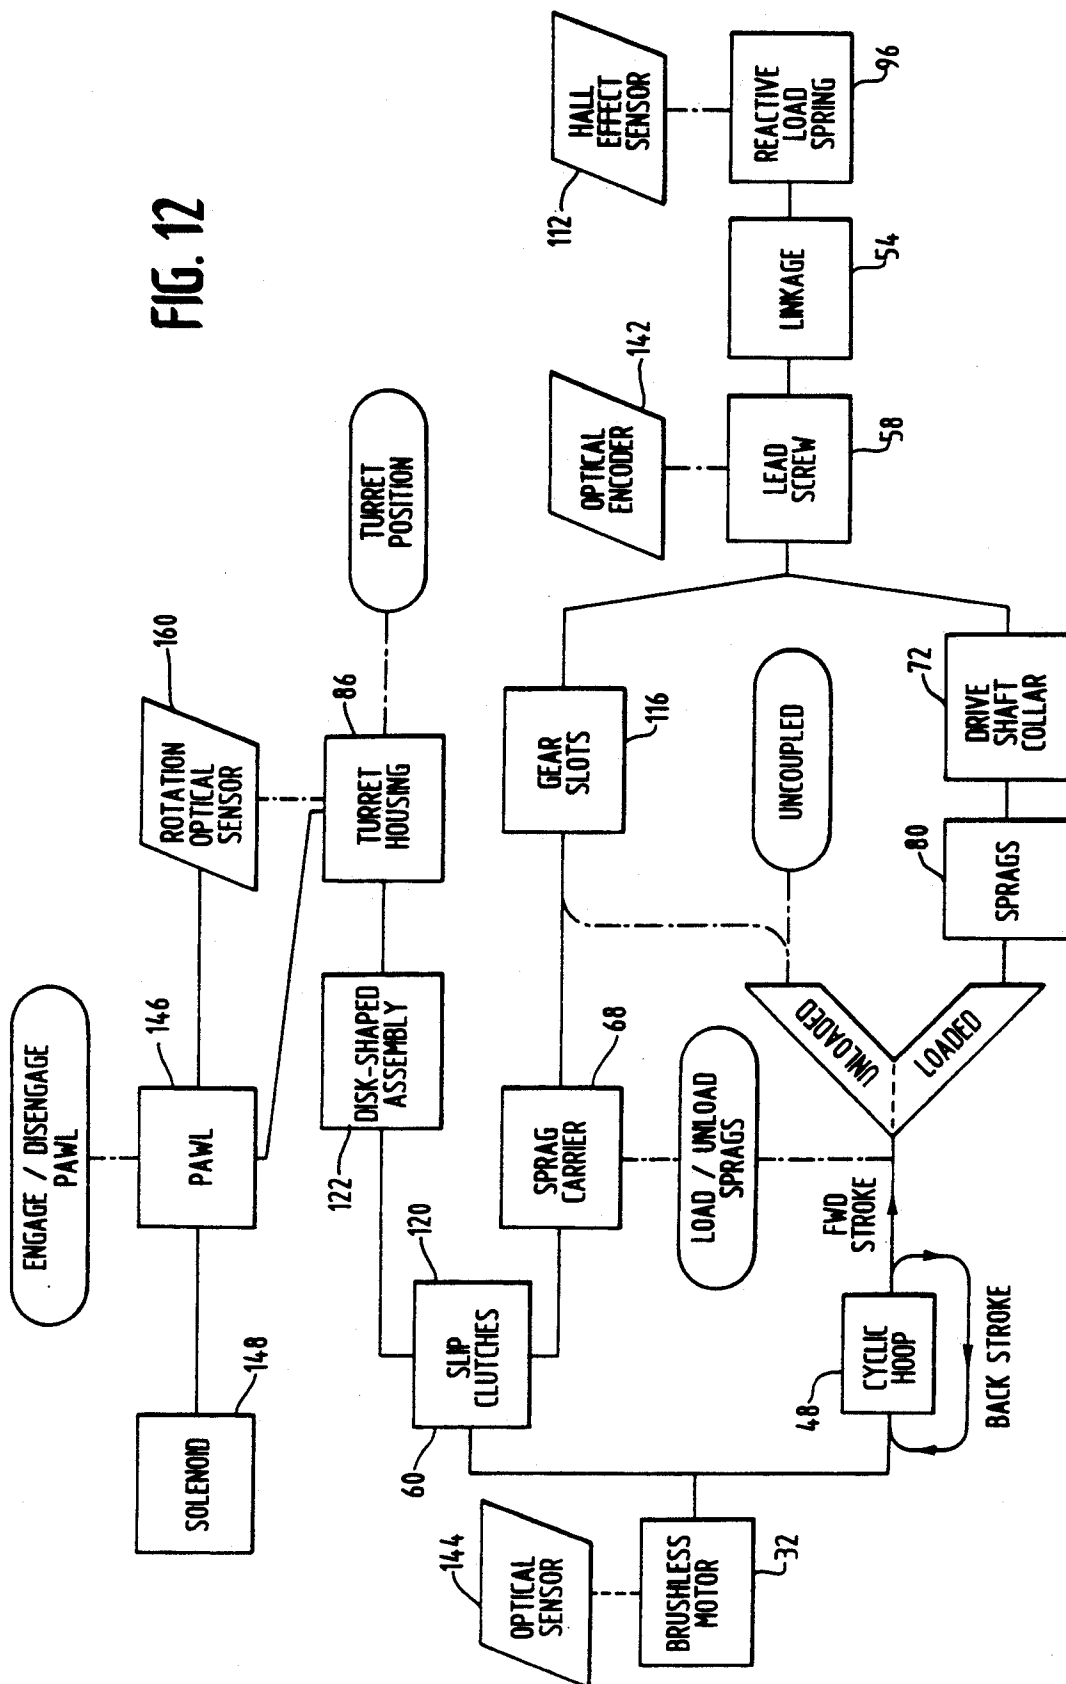 FIG. 12
ENGAGE / DISENGAGE
PAWL
SOLENOID
148
PAWL
146
ROTATION
OPTICAL
SENSOR
160
DISK-SHAPED
ASSEMBLY
122
TURRET
HOUSING
86
TURRET
POSITION
OPTICAL
SENSOR
144
BRUSHLESS
MOTOR
32
SLIP
CLUTCHES
60
120
SPRAG
CARRIER
68
GEAR
SLOTS
116
LOAD / UNLOAD
SPRAGS
UNCOUPLED
CYCLIC
HOOP
48
FWD
STROKE
BACK STROKE
UNLOADED
LOADED
SPRAGS
80
DRIVE
SHAFT
COLLAR
72
OPTICAL
ENCODER
142
LEAD
SCREW
58
LINKAGE
54
HALL
EFFECT
SENSOR
112
REACTIVE
LOAD
SPRING
96